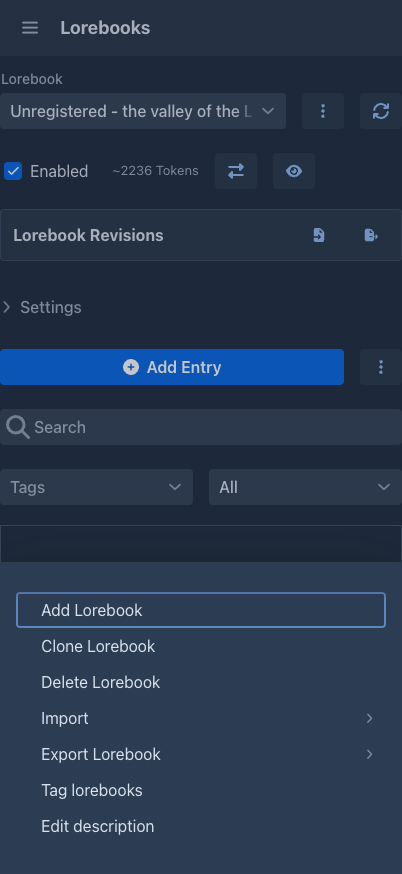 Lorebooks
Lorebook
Unregistered - the valley of the
Enabled ~2236 Tokens
Lorebook Revisions
Settings
Add Entry
Search
Tags All
Add Lorebook
Clone Lorebook
Delete Lorebook
Import
Export Lorebook
Tag lorebooks
Edit description